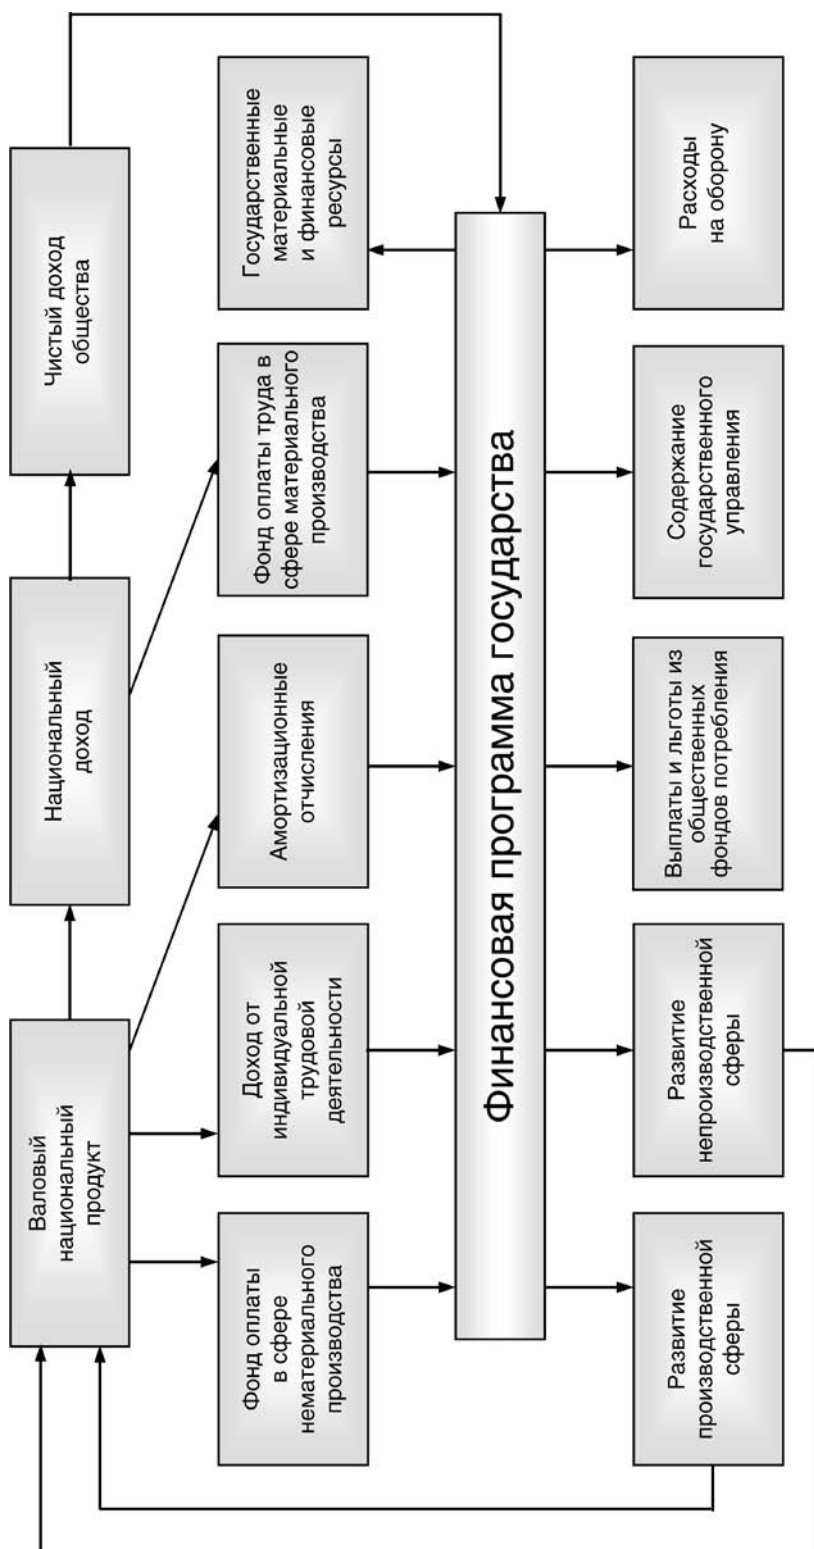 Валовый
национальный
продукт
Национальный
доход
Чистый доход
общества
Фонд оплаты
в сфере
нематериального
производства
Доход от
индивидуальной
трудовой
деятельности
Амортизационные
отчисления
Фонд оплаты труда в
сфере материального
производства
Государственные
материальные
и финансовые
ресурсы
Финансовая программа государства
Развитие
производственной
сферы
Развитие
непроизводственной
сферы
Выплаты и льготы из
общественных
фондов потребления
Содержание
государственного
управления
Расходы
на оборону